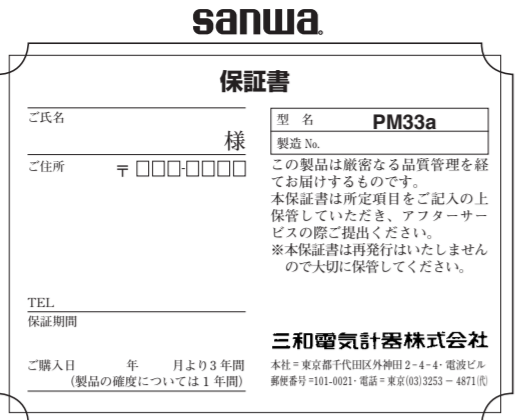 sanwa®
保証書
ご氏名
様
ご住所 〒□□□-□□□□
TEL
保証期間
ご購入日 年 月より3年間
(製品の確度については1年間)
型 名 PM33a
製造 No.
この製品は厳密なる品質管理を経
てお届けするものです。
本保証書は所定項目をご記入の上
保管していただき、アフターサー
ビスの際ご提出ください。
※本保証書は再発行はいたしません
ので大切に保管してください。
三和電気計器株式会社
本社=東京都千代田区外神田2-4-4・電波ビル
郵便番号=101-0021・電話=東京(03)3253-4871㈹